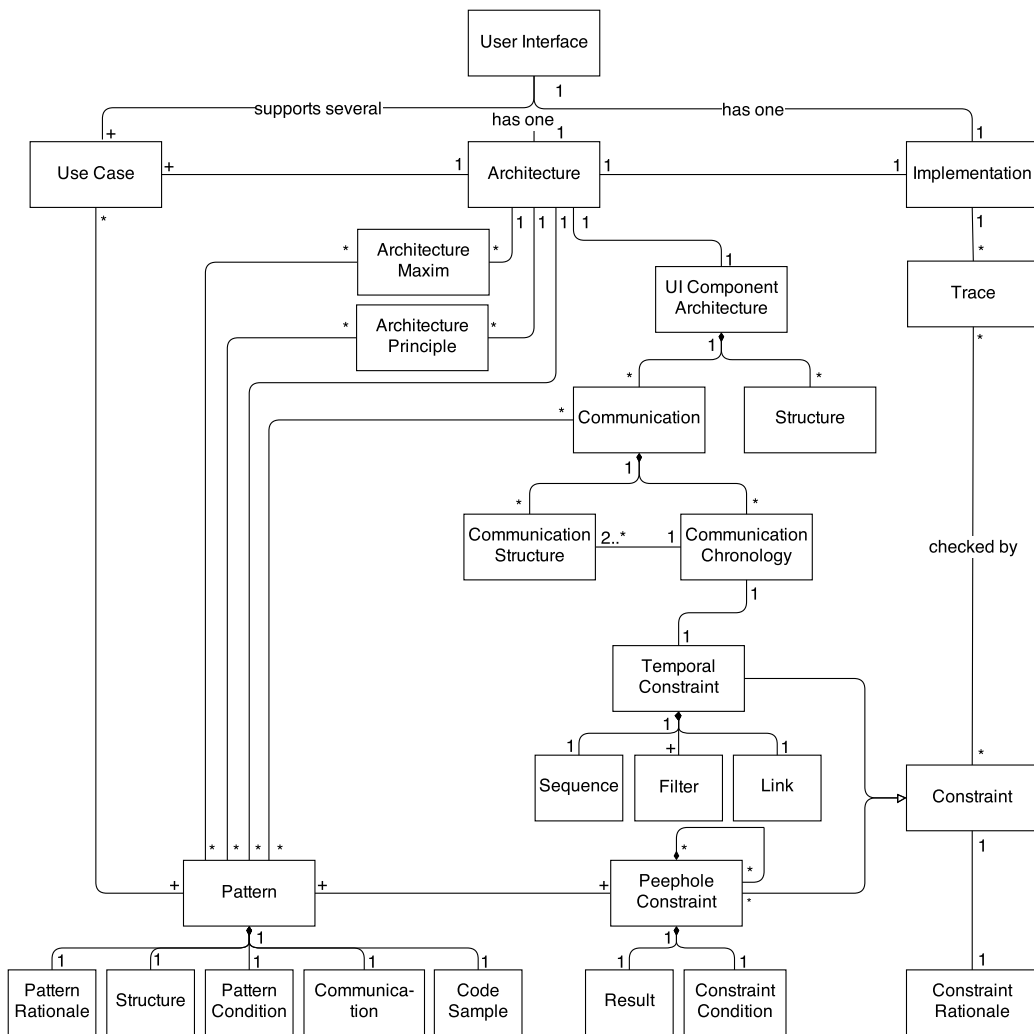 User Interface
1
supports several
has one
has one
+
1
1
Use Case
+
1
Architecture
1
1
Implementation
*
1
1
1
1
1
*
Architecture
Maxim
*
*
1
UI Component
Architecture
Trace
*
Architecture
Principle
*
1
*
*
*
*
Communication
Structure
1
*
*
Communication
Structure
2..*
1
Communication
Chronology
checked by
1
1
Temporal
Constraint
1
1
+
1
*
Sequence
Filter
Link
Constraint
*
*
*
*
*
*
*
1
+
Pattern
+
+
Peephole
Constraint
1
1
1
1
1
1
1
1
1
1
1
Pattern
Rationale
Structure
Pattern
Condition
Communica-
tion
Code
Sample
Result
Constraint
Condition
Constraint
Rationale